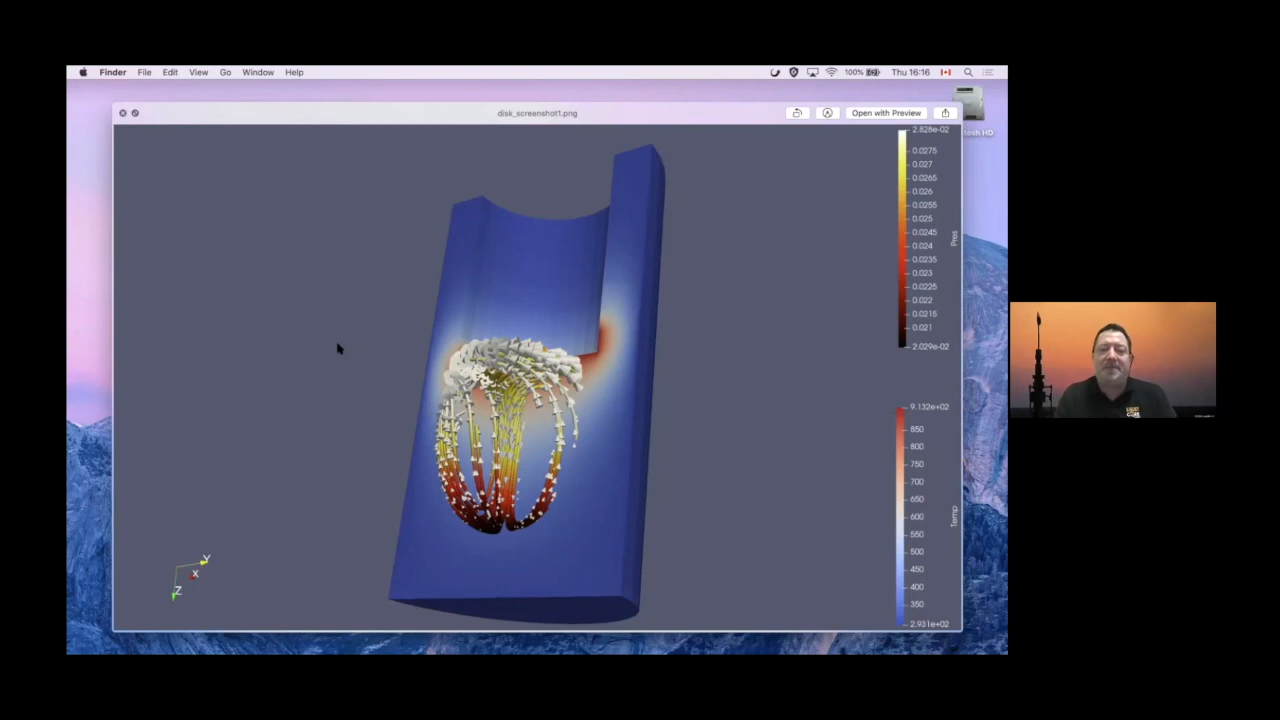 Finder File Edit View Go Window Help
100% Thu 16:16
disk_screenshot1.png
Open with Preview
tosh HD
2.828e-02
0.0275
0.027
0.0265
0.026
0.0255
0.025
0.0245
0.024
0.0235
0.023
0.0225
0.022
0.0215
0.021
2.029e-02
Pres
9.132e+02
850
800
750
700
650
600
550
500
450
400
350
2.931e+02
Temp
Y
X
Z